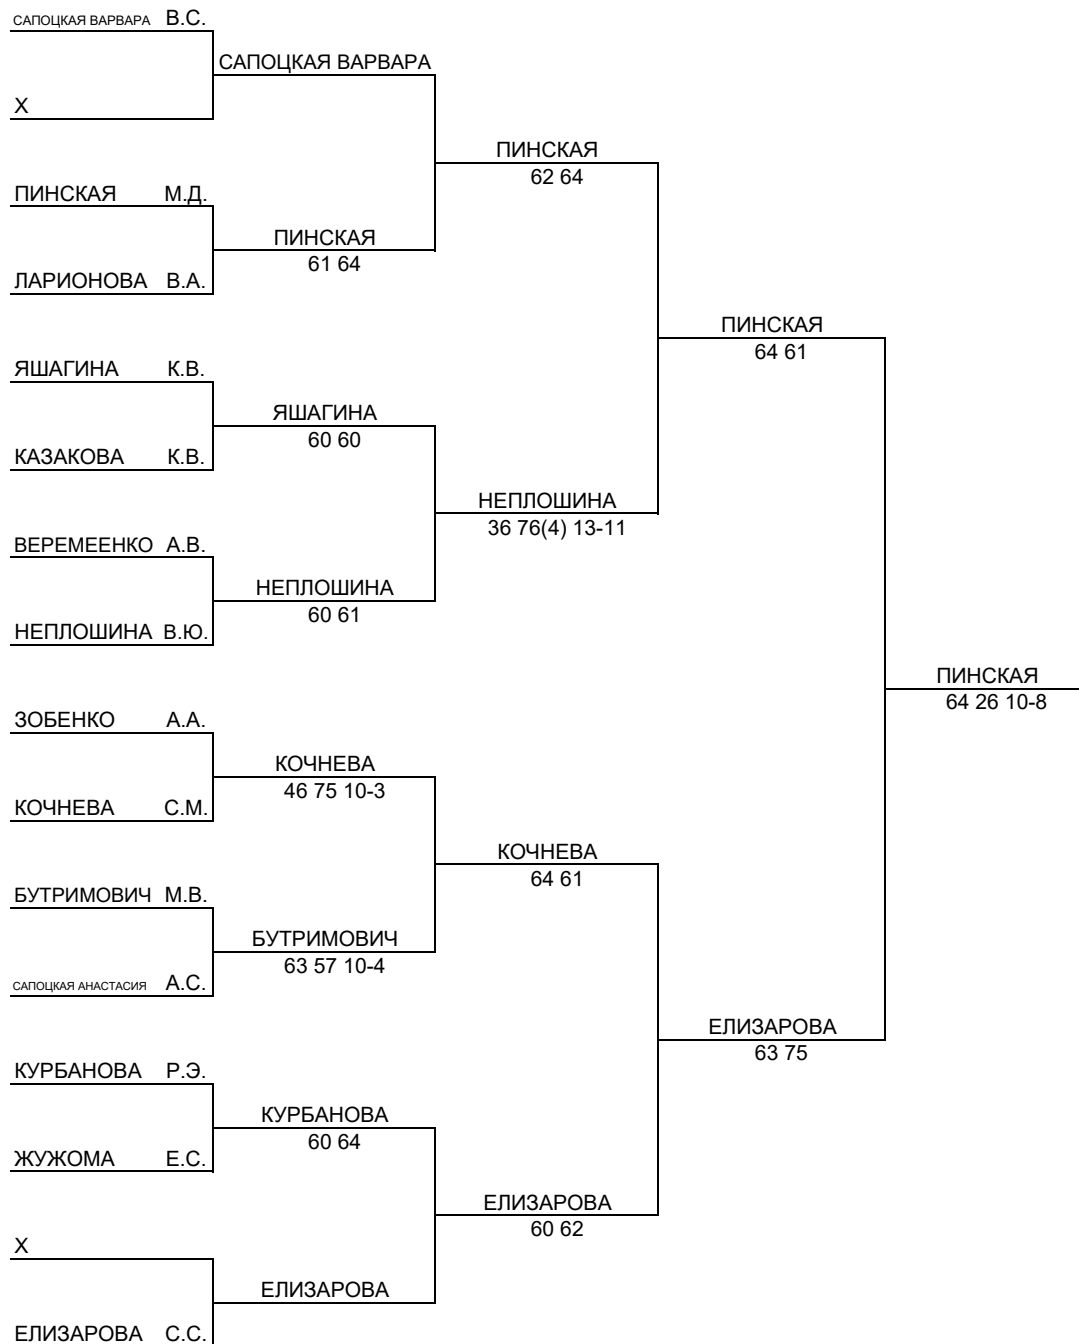 САПОЦКАЯ ВАРВАРА В.С.
САПОЦКАЯ ВАРВАРА
Х
ПИНСКАЯ
62 64
ПИНСКАЯ М.Д.
ПИНСКАЯ
61 64
ЛАРИОНОВА В.А.
ПИНСКАЯ
64 61
ЯШАГИНА К.В.
ЯШАГИНА
60 60
КАЗАКОВА К.В.
НЕПЛОШИНА
36 76(4) 13-11
ВЕРЕМЕЕНКО А.В.
НЕПЛОШИНА
60 61
НЕПЛОШИНА В.Ю.
ПИНСКАЯ
64 26 10-8
ЗОБЕНКО А.А.
КОЧНЕВА
46 75 10-3
КОЧНЕВА С.М.
КОЧНЕВА
64 61
БУТРИМОВИЧ М.В.
БУТРИМОВИЧ
63 57 10-4
САПОЦКАЯ АНАСТАСИЯ А.С.
ЕЛИЗАРОВА
63 75
КУРБАНОВА Р.Э.
КУРБАНОВА
60 64
ЖУЖОМА Е.С.
ЕЛИЗАРОВА
60 62
Х
ЕЛИЗАРОВА
ЕЛИЗАРОВА С.С.